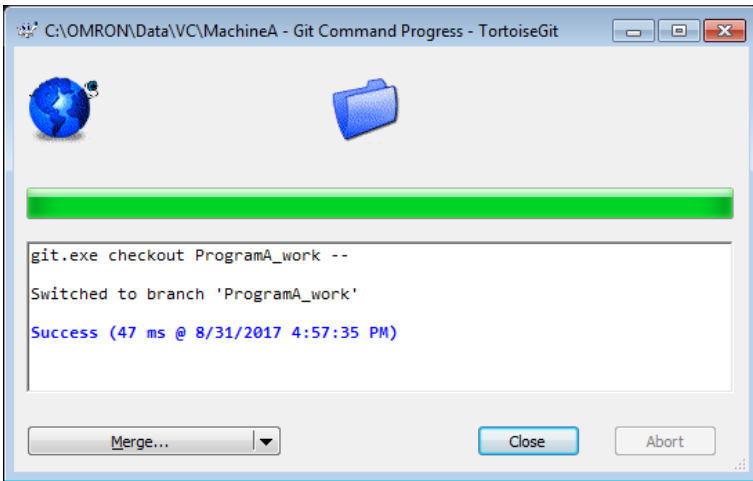 C:\OMRON\Data\VC\MachineA - Git Command Progress - TortoiseGit
git.exe checkout ProgramA_work --
Switched to branch 'ProgramA_work'
Success (47 ms @ 8/31/2017 4:57:35 PM)
Merge...
Close
Abort